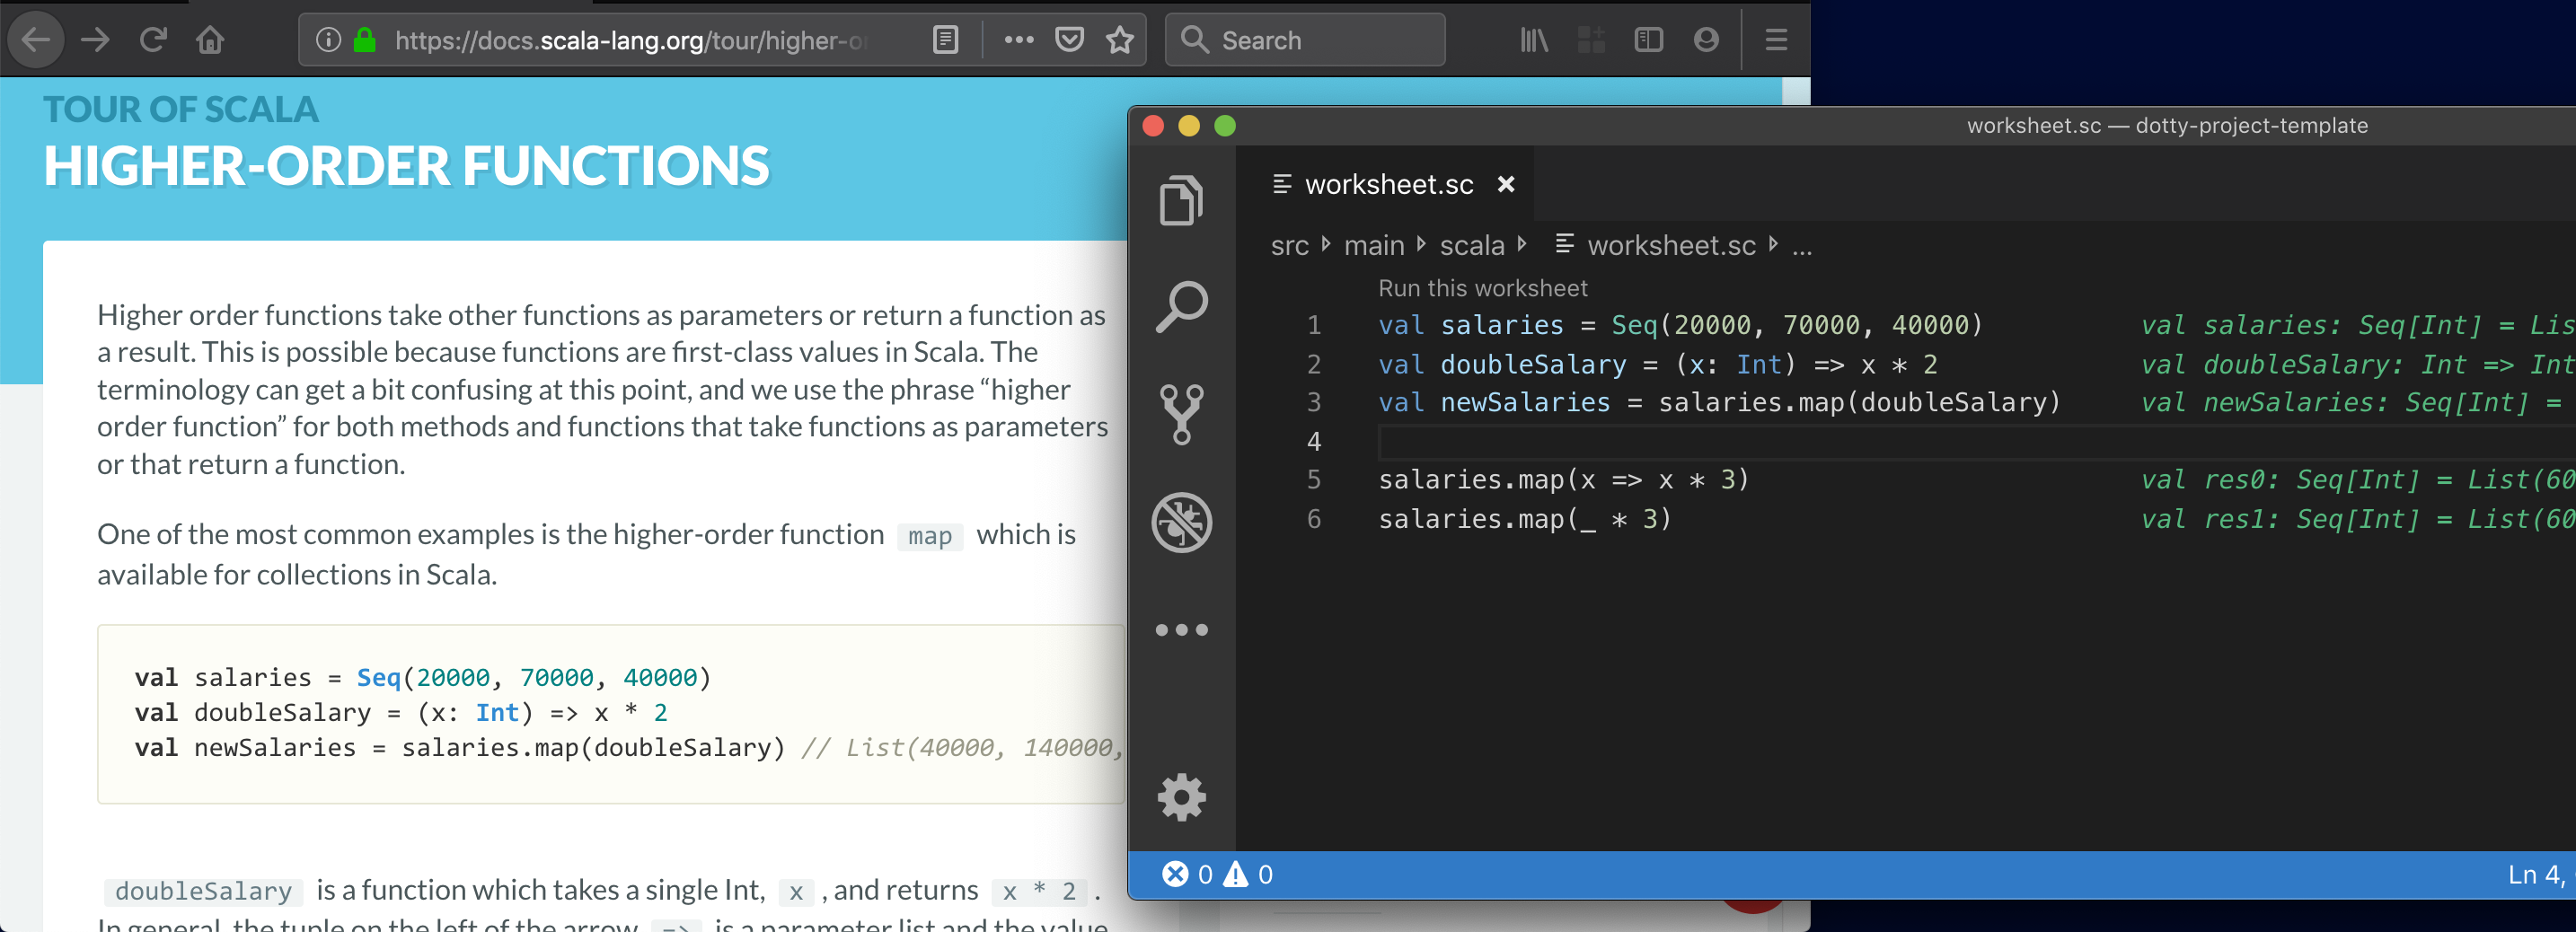 https://docs.scala-lang.org/tour/higher-or
Search
TOUR OF SCALA
HIGHER-ORDER FUNCTIONS
Higher order functions take other functions as parameters or return a function as
a result. This is possible because functions are first-class values in Scala. The
terminology can get a bit confusing at this point, and we use the phrase “higher
order function” for both methods and functions that take functions as parameters
or that return a function.
One of the most common examples is the higher-order function map which is
available for collections in Scala.
val salaries = Seq(20000, 70000, 40000)
val doubleSalary = (x: Int) => x * 2
val newSalaries = salaries.map(doubleSalary) // List(40000, 140000,
doubleSalary is a function which takes a single Int, x , and returns x * 2 .
In general, the tuple on the left of the arrow => is a parameter list and the value
worksheet.sc — dotty-project-template
worksheet.sc
src main scala worksheet.sc ...
Run this worksheet
1 val salaries = Seq(20000, 70000, 40000) val salaries: Seq[Int] = Lis
2 val doubleSalary = (x: Int) => x * 2 val doubleSalary: Int => Int
3 val newSalaries = salaries.map(doubleSalary) val newSalaries: Seq[Int] =
4
5 salaries.map(x => x * 3) val res0: Seq[Int] = List(60
6 salaries.map(_ * 3) val res1: Seq[Int] = List(60
0 0
Ln 4,